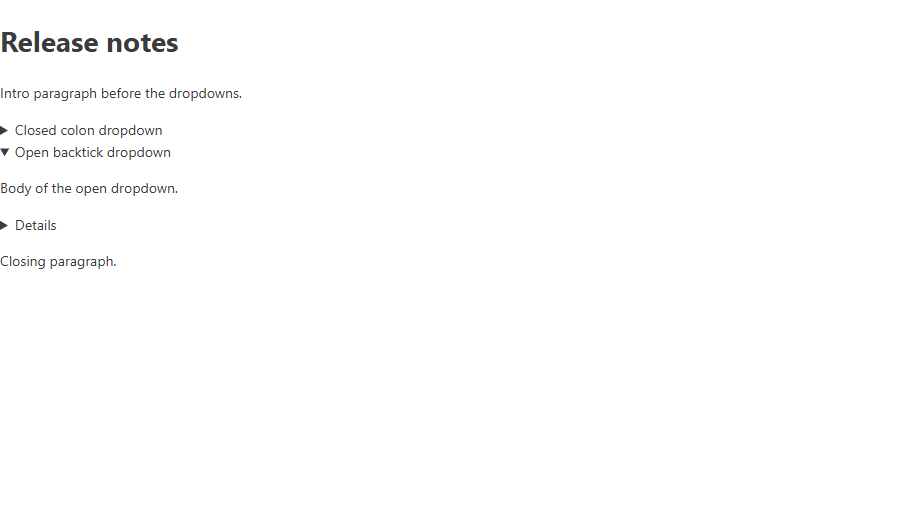 Release notes
Intro paragraph before the dropdowns.
Closed colon dropdown
Open backtick dropdown
Body of the open dropdown.
Details
Closing paragraph.